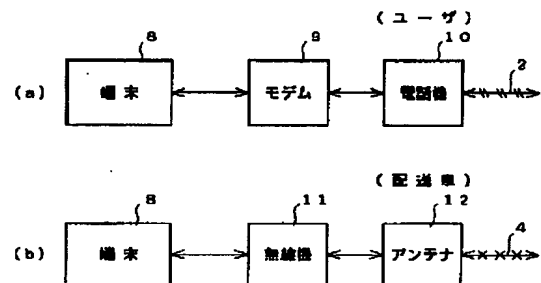 (ユーザ)
8 9 10 2
(a) 端末 モデム 電話機
(配送車)
8 11 12 4
(b) 端末 無線機 アンテナ